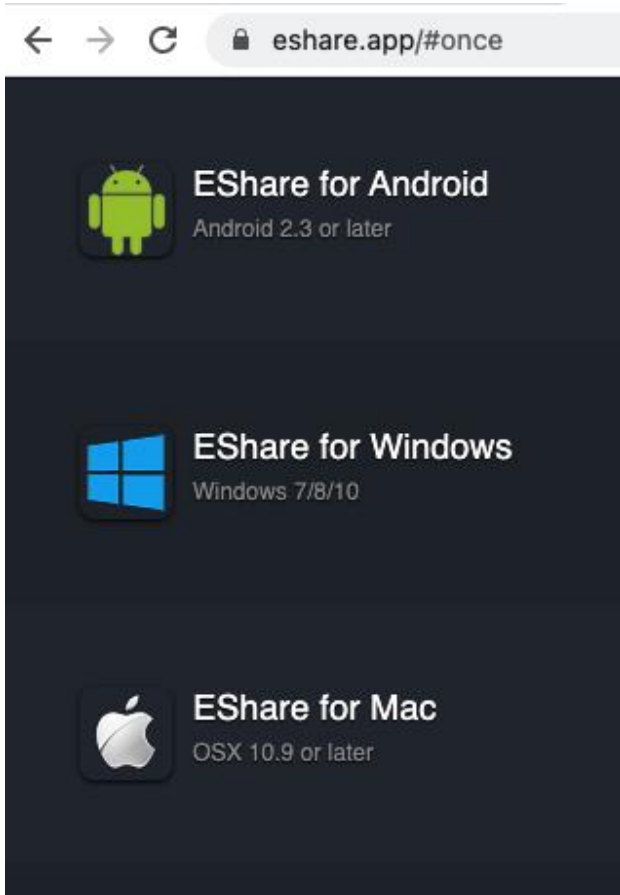 eshare.app/#once
EShare for Android
Android 2.3 or later
EShare for Windows
Windows 7/8/10
EShare for Mac
OSX 10.9 or later